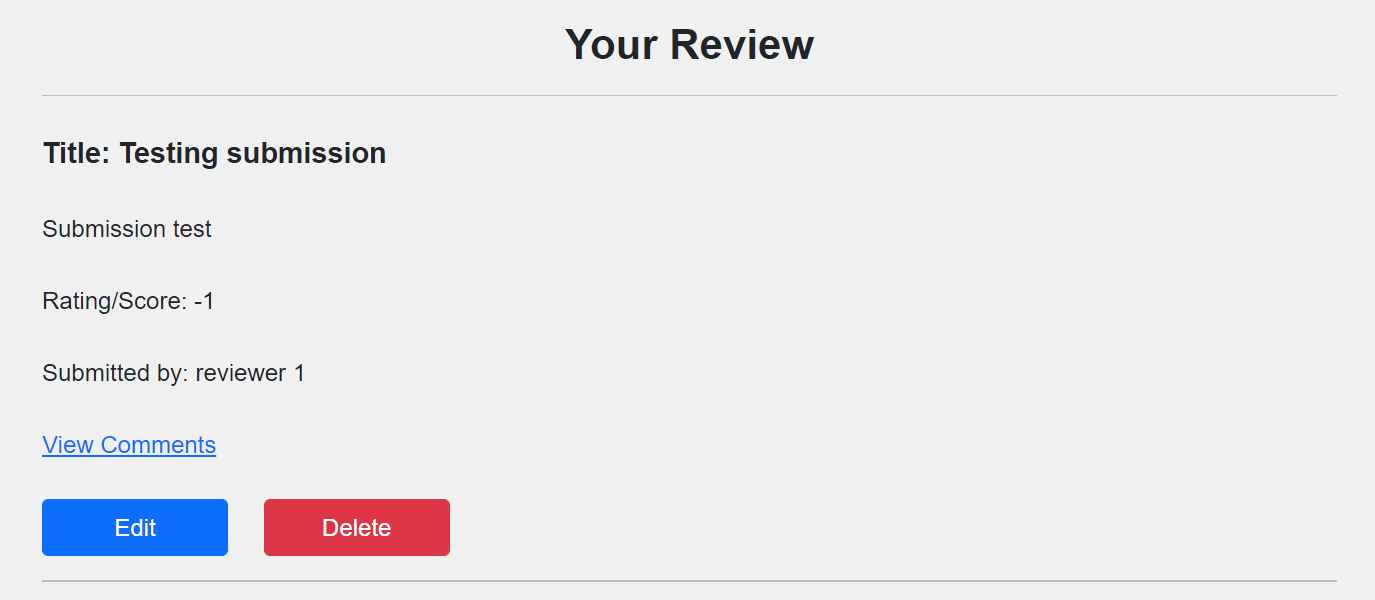 Your Review
Title: Testing submission
Submission test
Rating/Score: -1
Submitted by: reviewer 1
View Comments
Edit Delete